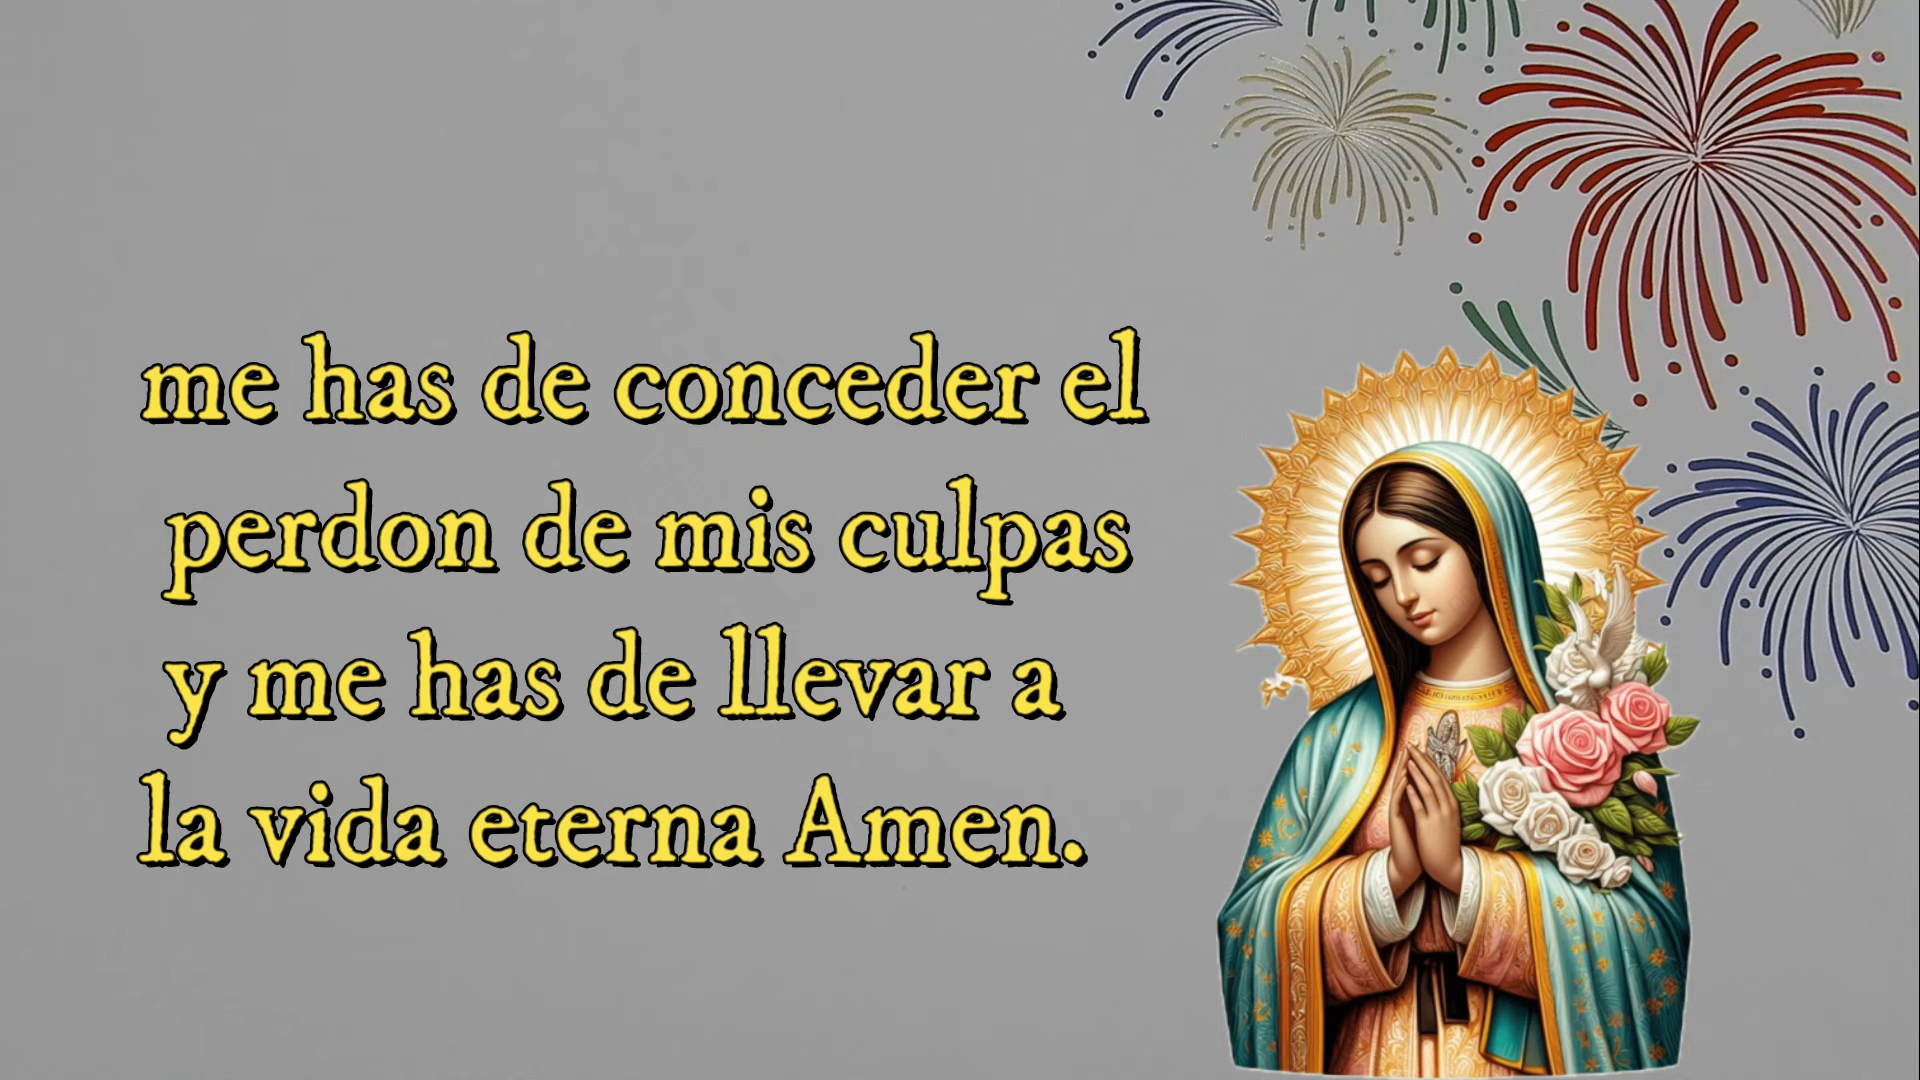 me has de conceder el
perdon de mis culpas
y me has de llevar a
la vida eterna Amen.